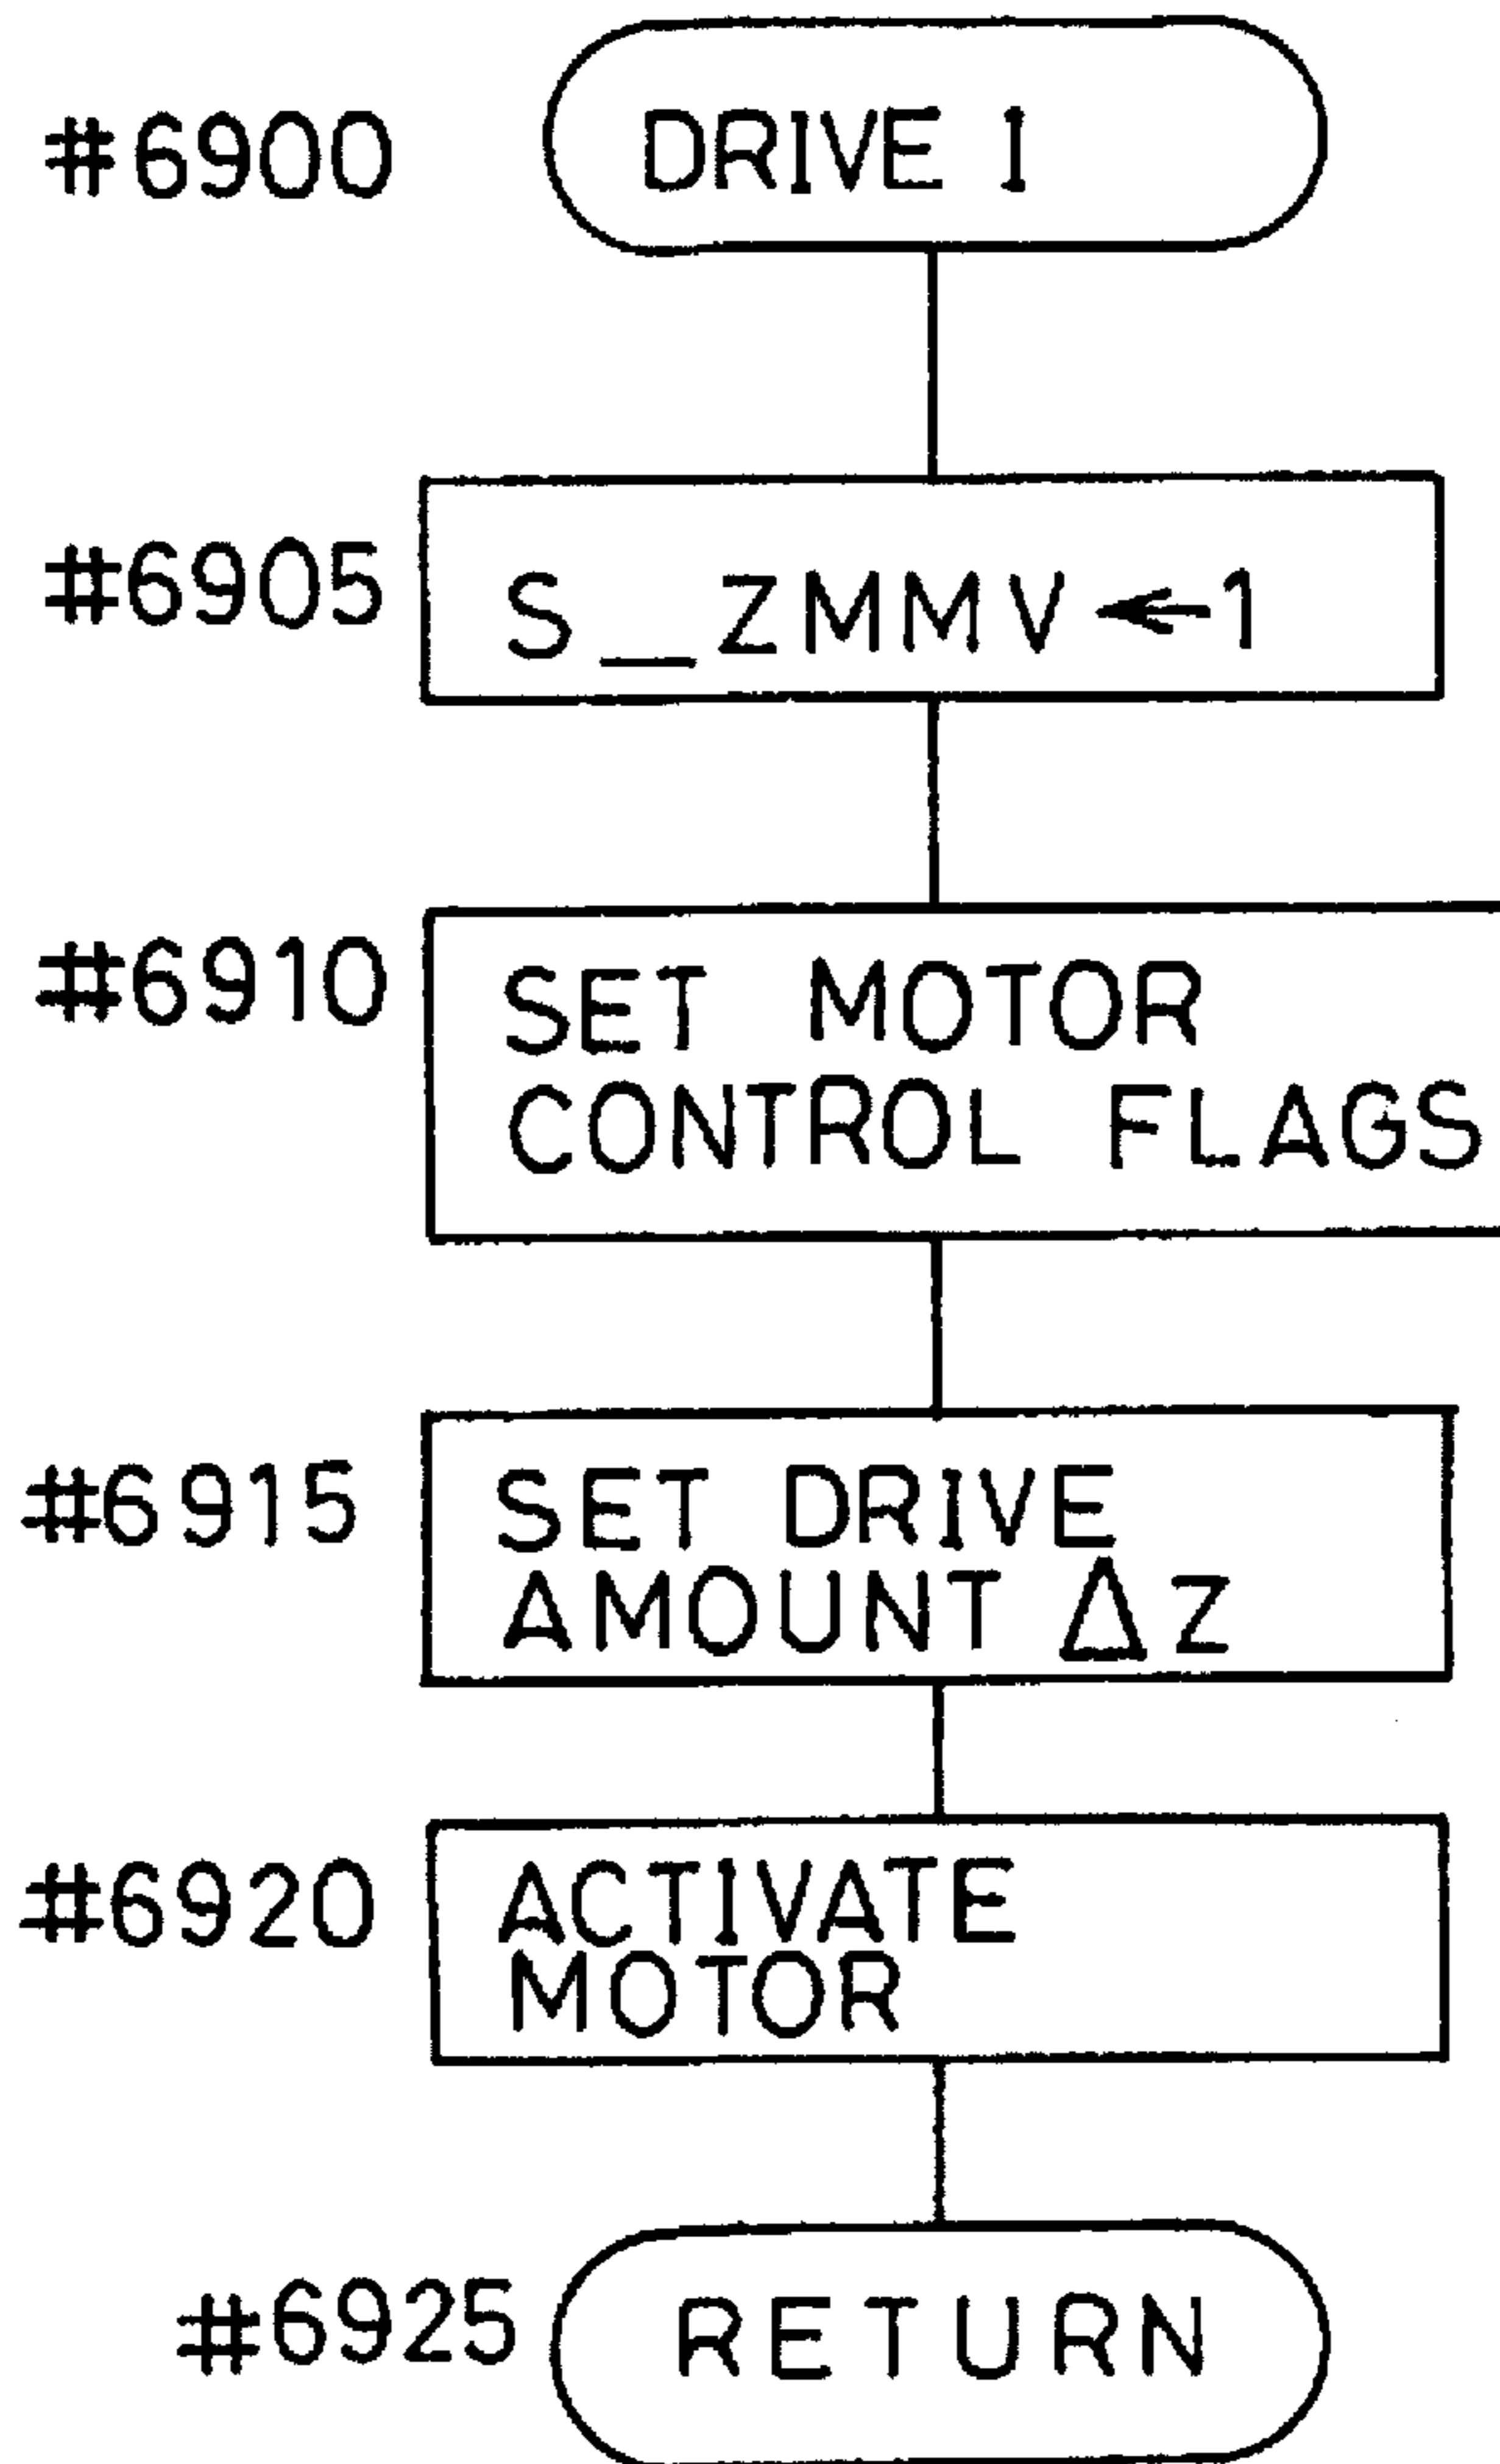 #6900 DRIVE I
#6905 S__ZMMV←1
#6910 SET MOTOR
CONTROL FLAGS
#6915 SET DRIVE
AMOUNT ΔZ
#6920 ACTIVATE
MOTOR
#6925 RETURN